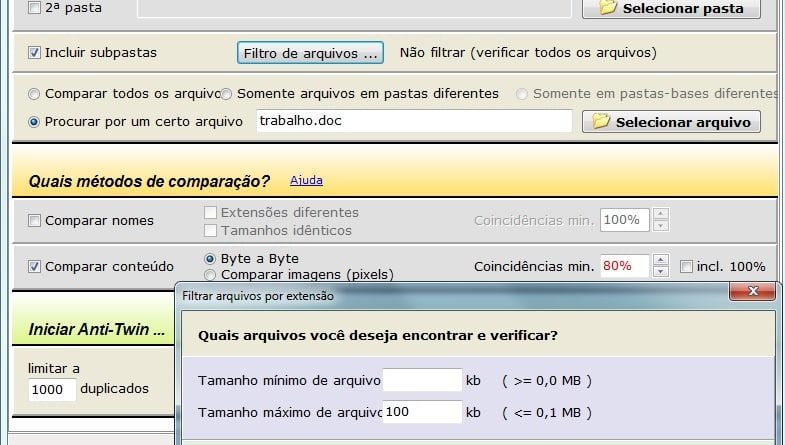 2ª pasta Selecionar pasta
Incluir subpastas Filtro de arquivos ... Não filtrar (verificar todos os arquivos)
Comparar todos os arquivo Somente arquivos em pastas diferentes Somente em pastas-bases diferentes
Procurar por um certo arquivo trabalho.doc Selecionar arquivo
Quais métodos de comparação? Ajuda
Comparar nomes Extensões diferentes Coincidências min. 100%
Tamanhos idênticos
Comparar conteúdo Byte a Byte Coincidências min. 80% incl. 100%
Comparar imagens (pixels)
Filtrar arquivos por extensão
Iniciar Anti-Twin ...
Quais arquivos você deseja encontrar e verificar?
limitar a
1000 duplicados
Tamanho mínimo de arquivo kb ( >= 0,0 MB )
Tamanho máximo de arquivo 100 kb ( <= 0,1 MB )